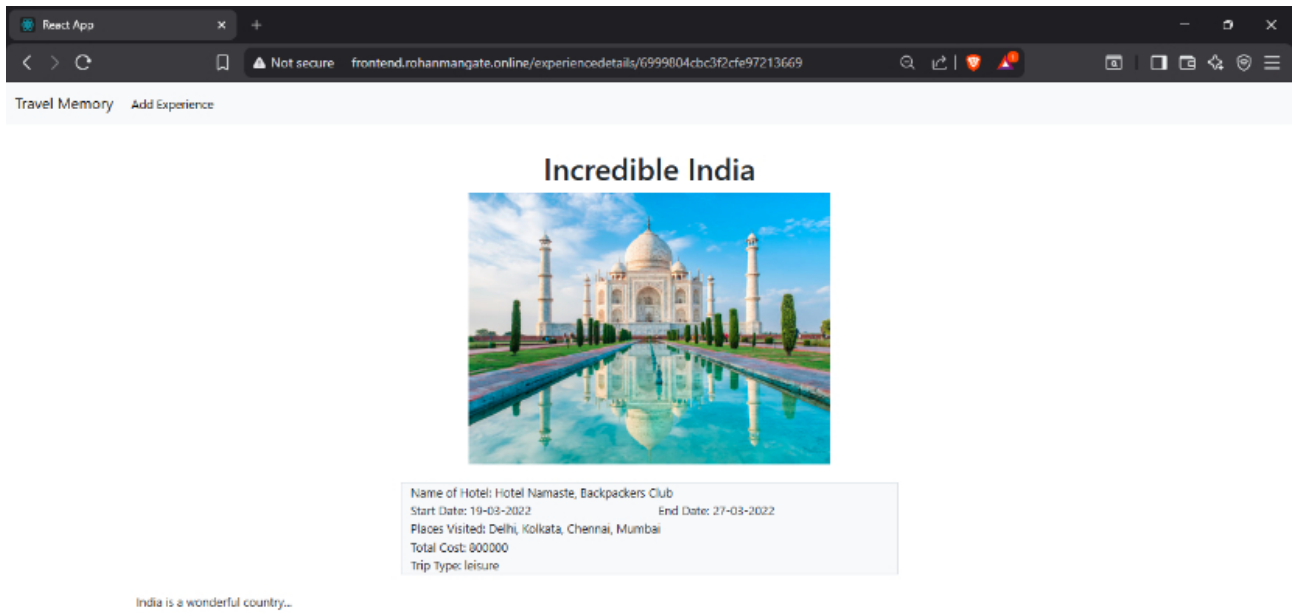 React App
Not secure frontend.rohanmangate.online/experiencedetails/6999804cbc3f2cfe97213669
Travel Memory Add Experience
Incredible India
Name of Hotel: Hotel Namaste, Backpackers Club
Start Date: 19-03-2022 End Date: 27-03-2022
Places Visited: Delhi, Kolkata, Chennai, Mumbai
Total Cost: 800000
Trip Type: leisure
India is a wonderful country...